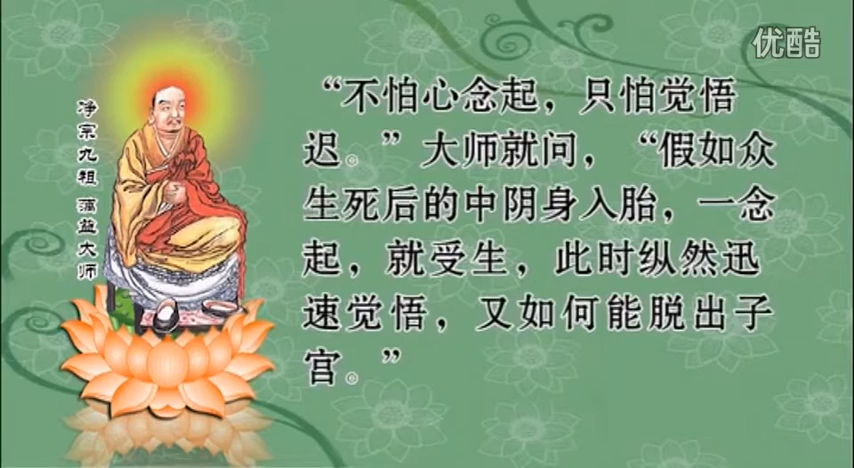 优酷
净宗九祖 蕅益大师
“不怕心念起，只怕觉悟
迟。”大师就问，“假如众
生死后的中阴身入胎，一念
起，就受生，此时纵然迅
速觉悟，又如何能脱出子
宫。”